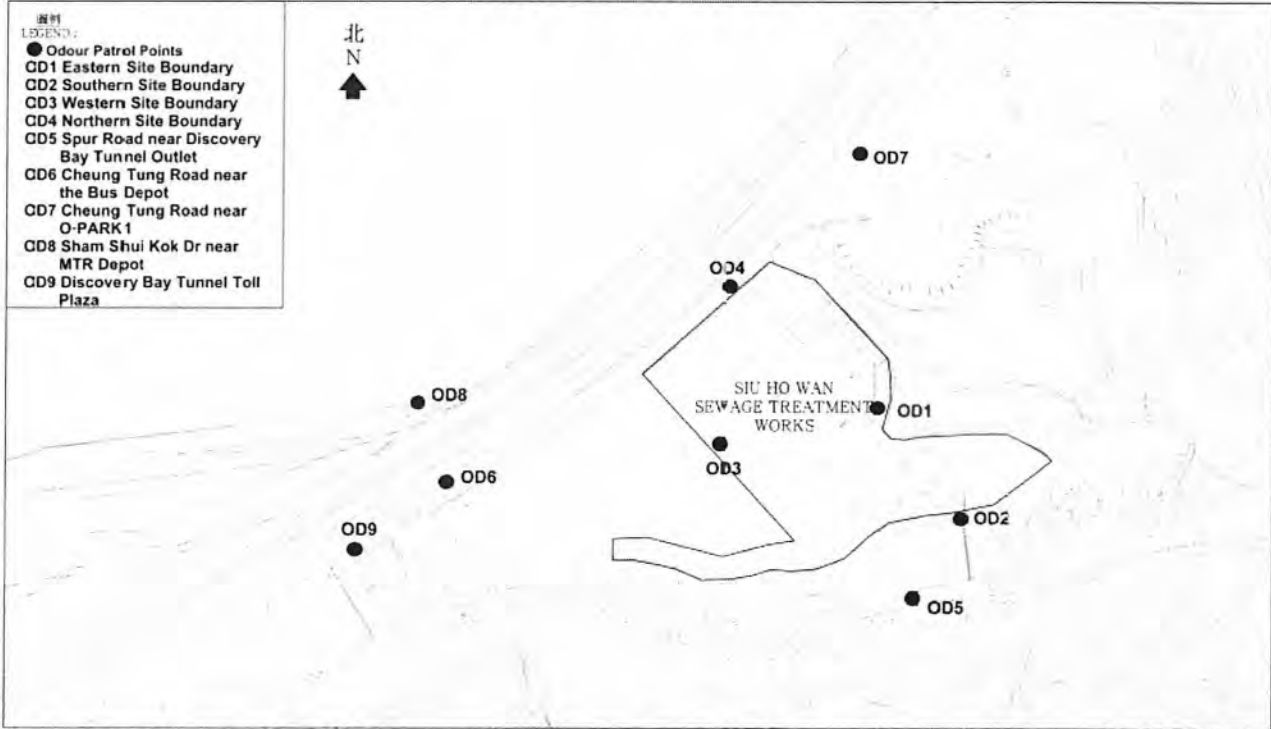 圖例
LEGEND:
Odour Patrol Points
OD1 Eastern Site Boundary
OD2 Southern Site Boundary
OD3 Western Site Boundary
OD4 Northern Site Boundary
OD5 Spur Road near Discovery
Bay Tunnel Outlet
OD6 Cheung Tung Road near
the Bus Depot
OD7 Cheung Tung Road near
O-PARK1
OD8 Sham Shui Kok Dr near
MTR Depot
OD9 Discovery Bay Tunnel Toll
Plaza
北
N
OD7
OD4
SIU HO WAN
SEWAGE TREATMENT
WORKS
OD8
OD1
OD3
OD6
OD2
OD9
OD5